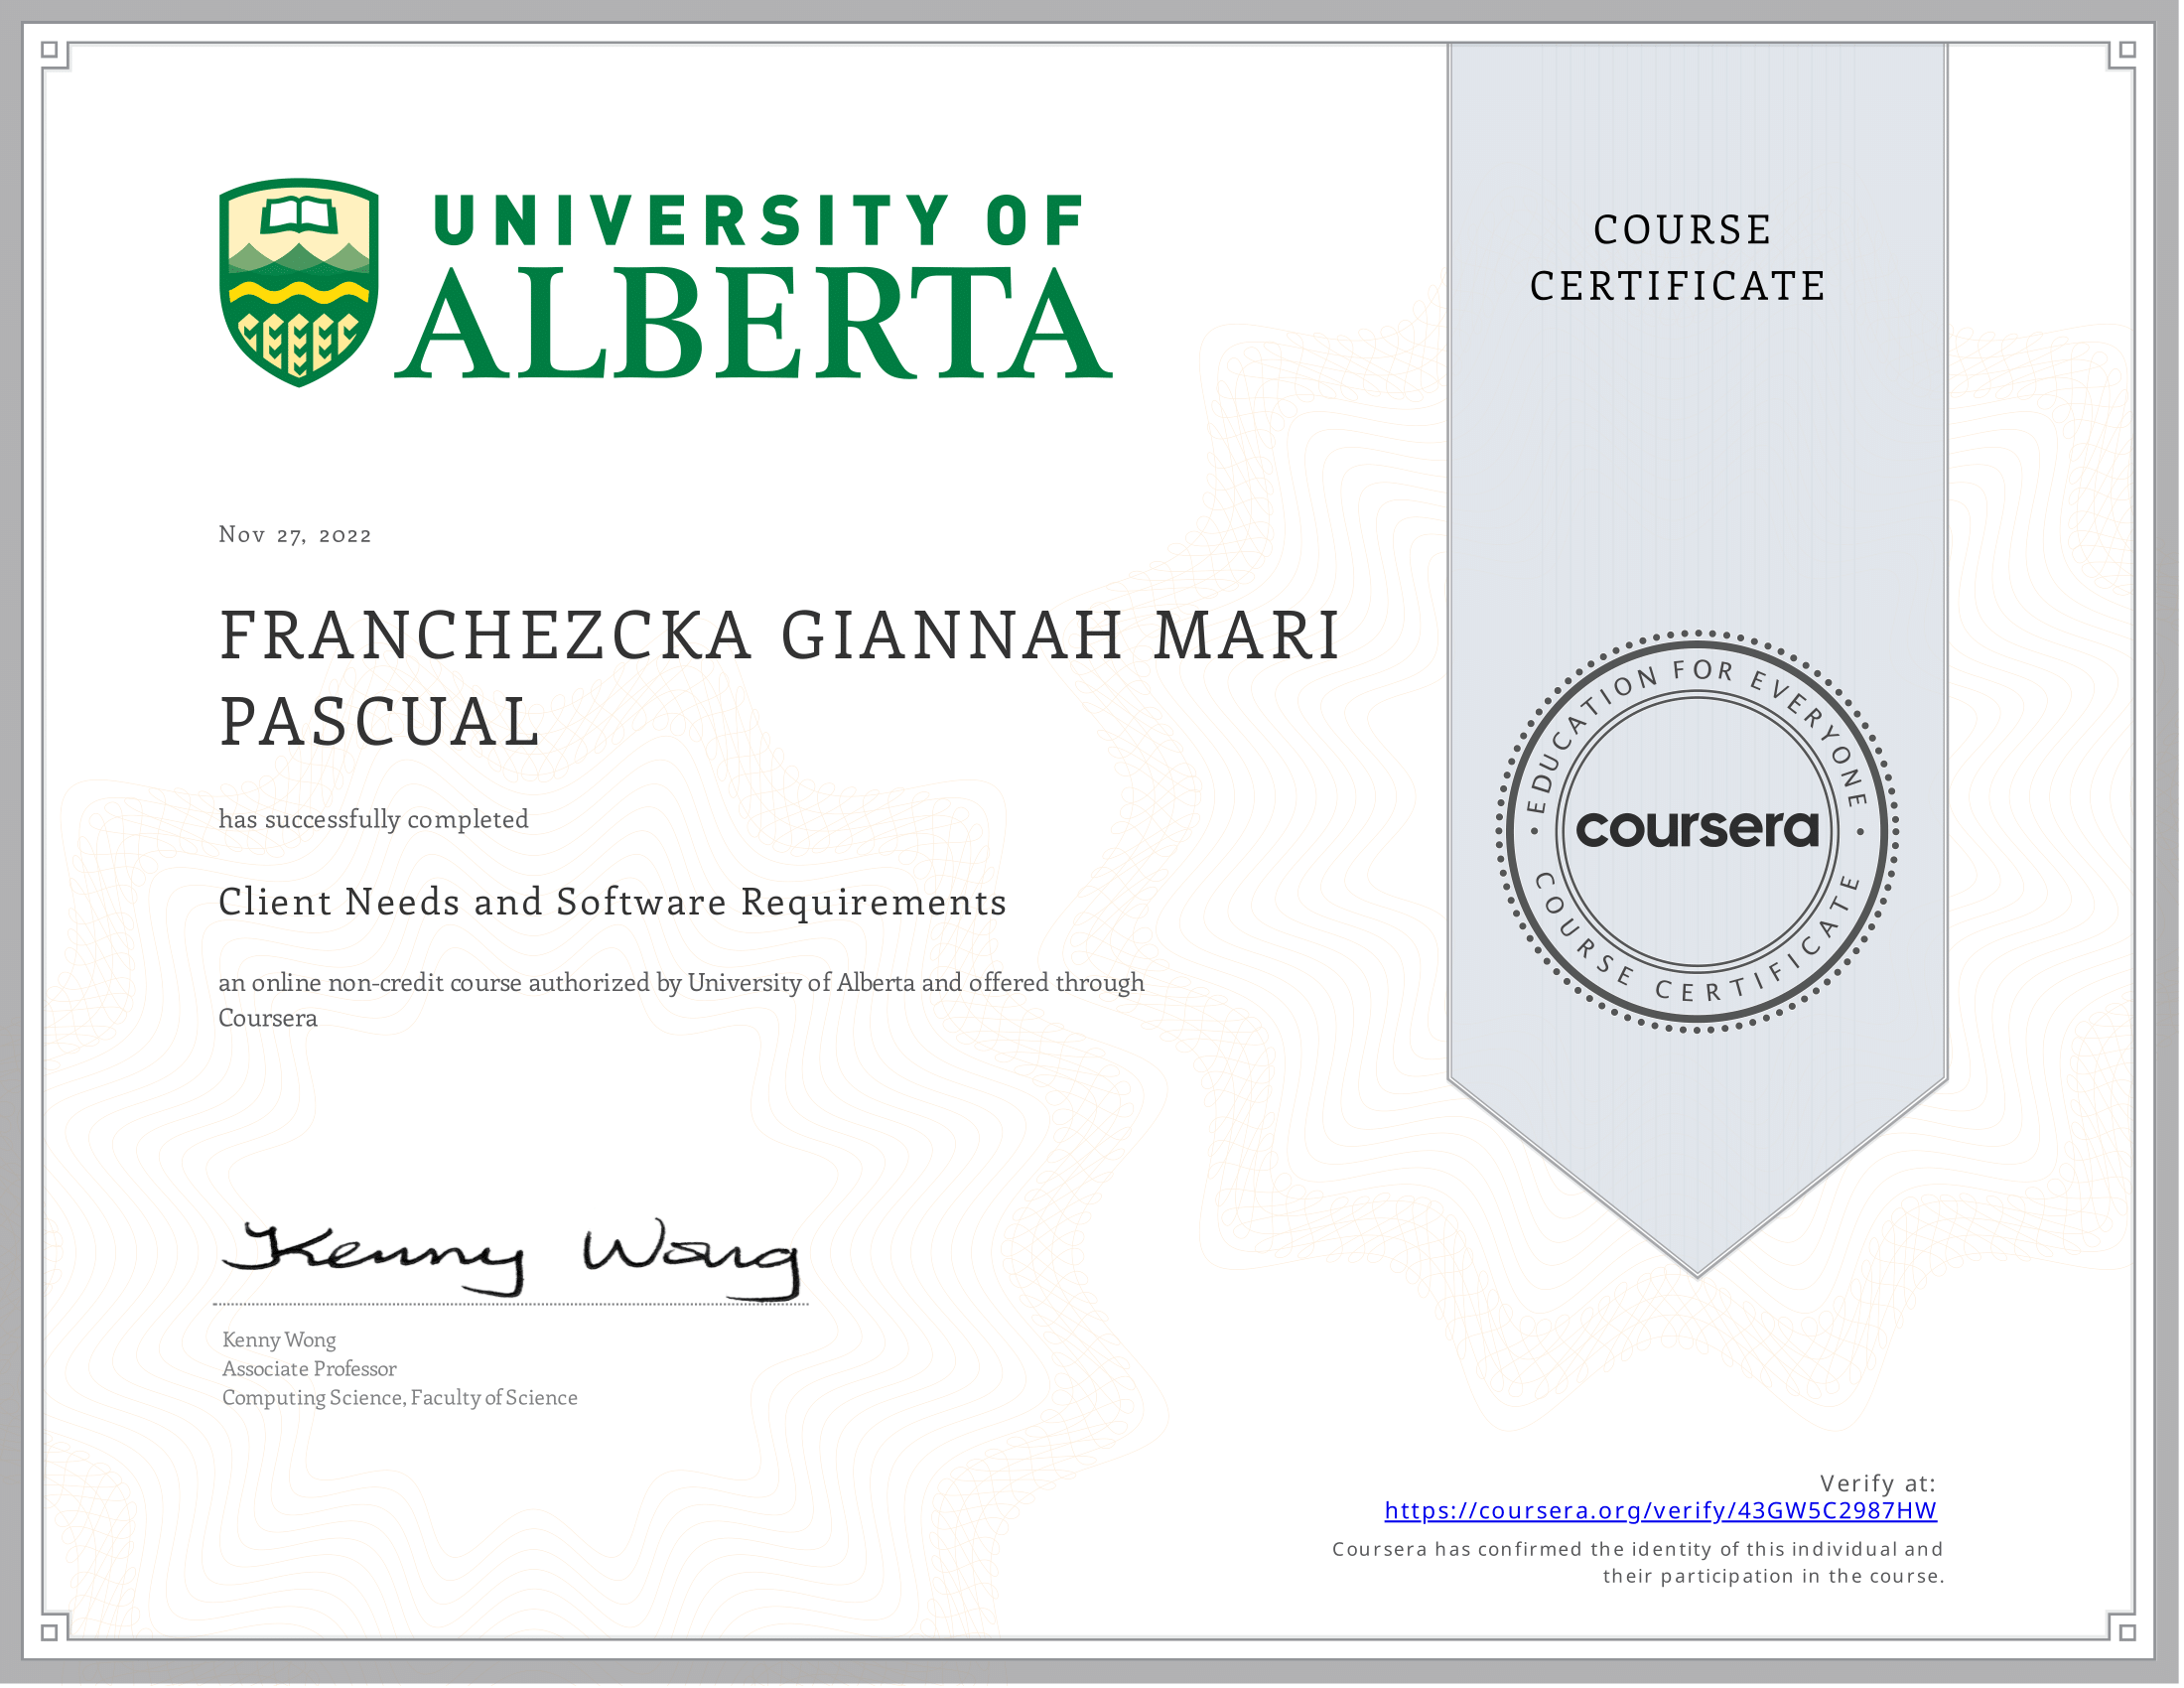 UNIVERSITY OF
ALBERTA
COURSE
CERTIFICATE
Nov 27, 2022
FRANCHEZCKA GIANNAH MARI
PASCUAL
has successfully completed
Client Needs and Software Requirements
an online non-credit course authorized by University of Alberta and offered through
Coursera
EDUCATION FOR EVERYONE
coursera
COURSE CERTIFICATE
Kenny Wong
Kenny Wong
Associate Professor
Computing Science, Faculty of Science
Verify at:
https://coursera.org/verify/43GW5C2987HW
Coursera has confirmed the identity of this individual and
their participation in the course.